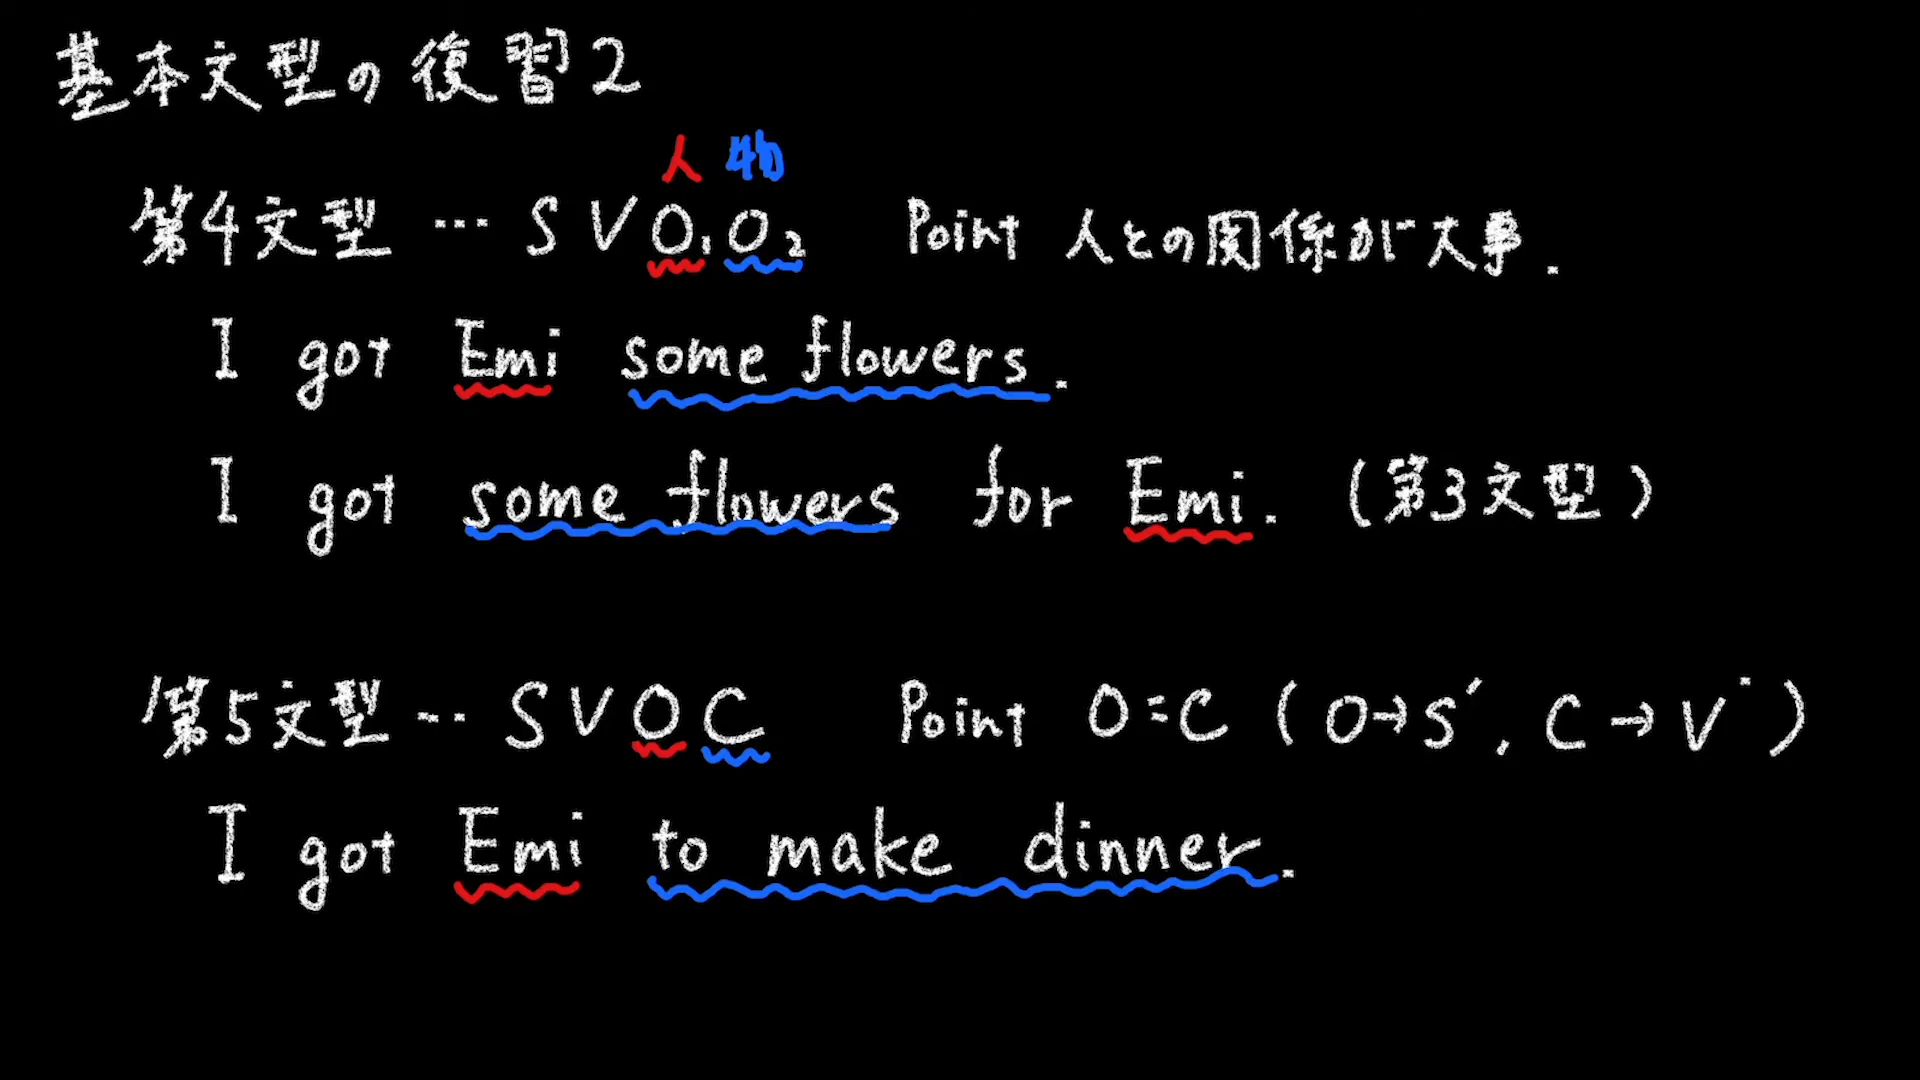 基本文型の復習2
人 物
第4文型 … S V O₁ O₂ Point 人との関係が大事.
I got Emi some flowers.
I got some flowers for Emi. (第3文型)
第5文型 … S V O C Point O=C (O→S′, C→V′)
I got Emi to make dinner.